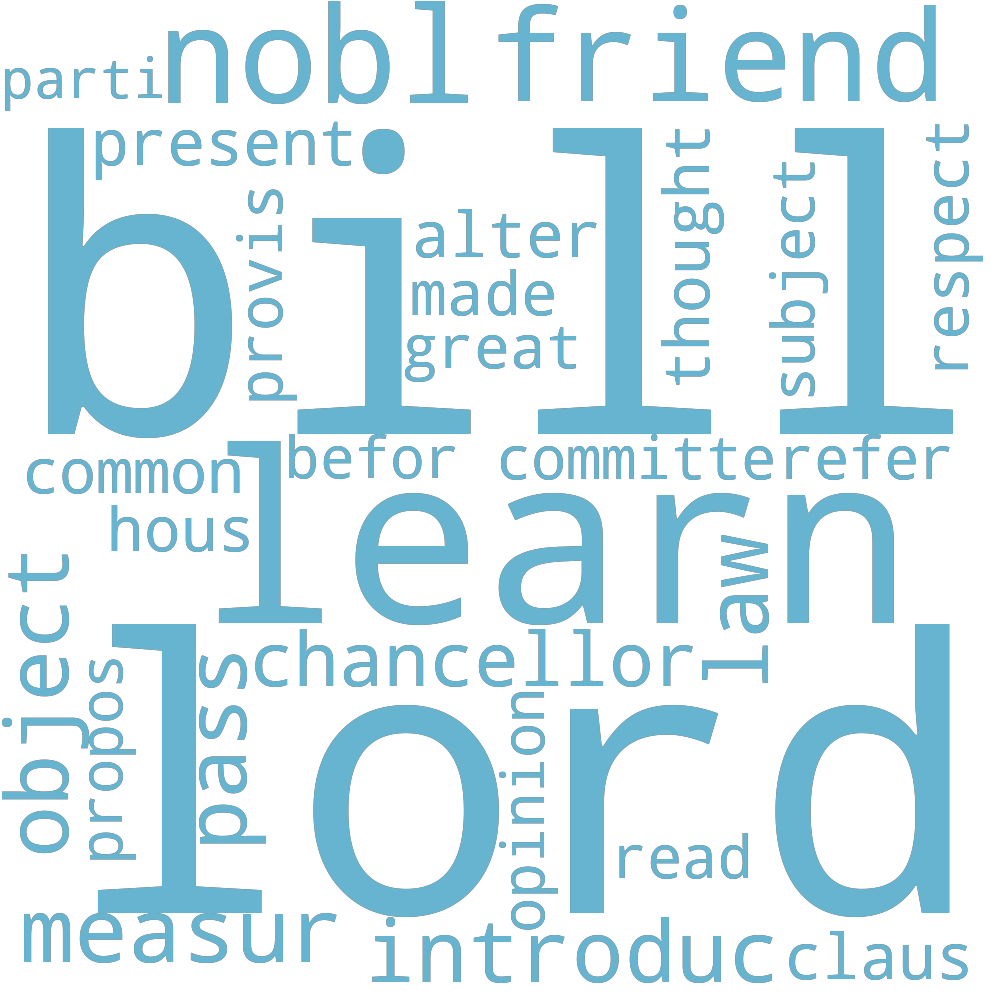 nobl friend
parti
present
bill
provis
alter
made
great
thought
subject
respect
common
befor
committe
refer
learn
hous
law
object
propos
pass
chancellor
lord
opinion
read
measur
introduc
claus